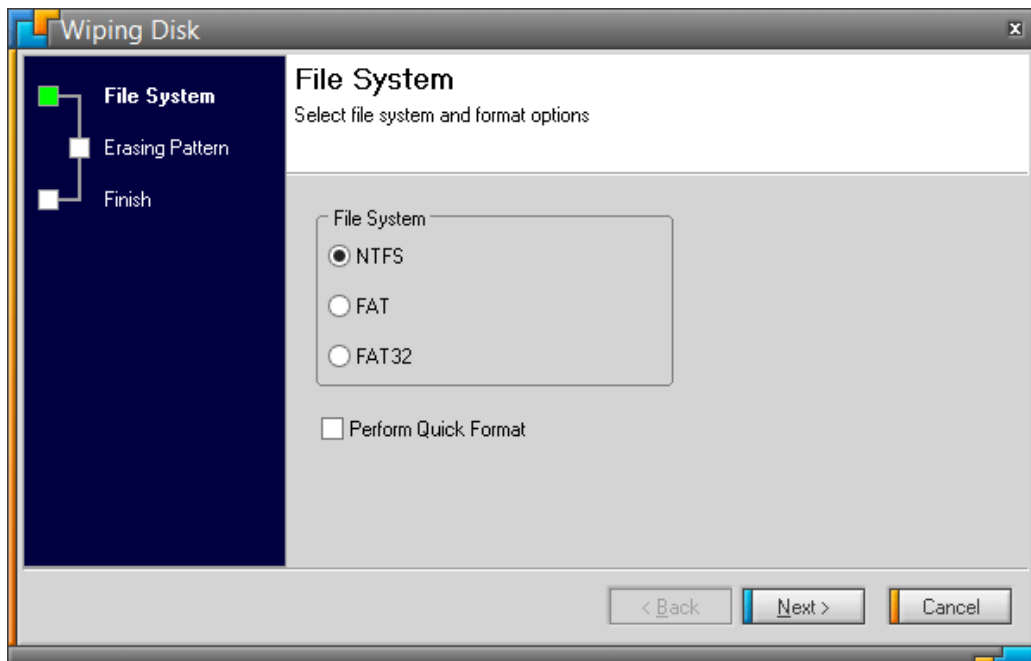 Wiping Disk
x
File System
Erasing Pattern
Finish
File System
Select file system and format options
File System
NTFS
FAT
FAT32
Perform Quick Format
< Back
Next >
Cancel